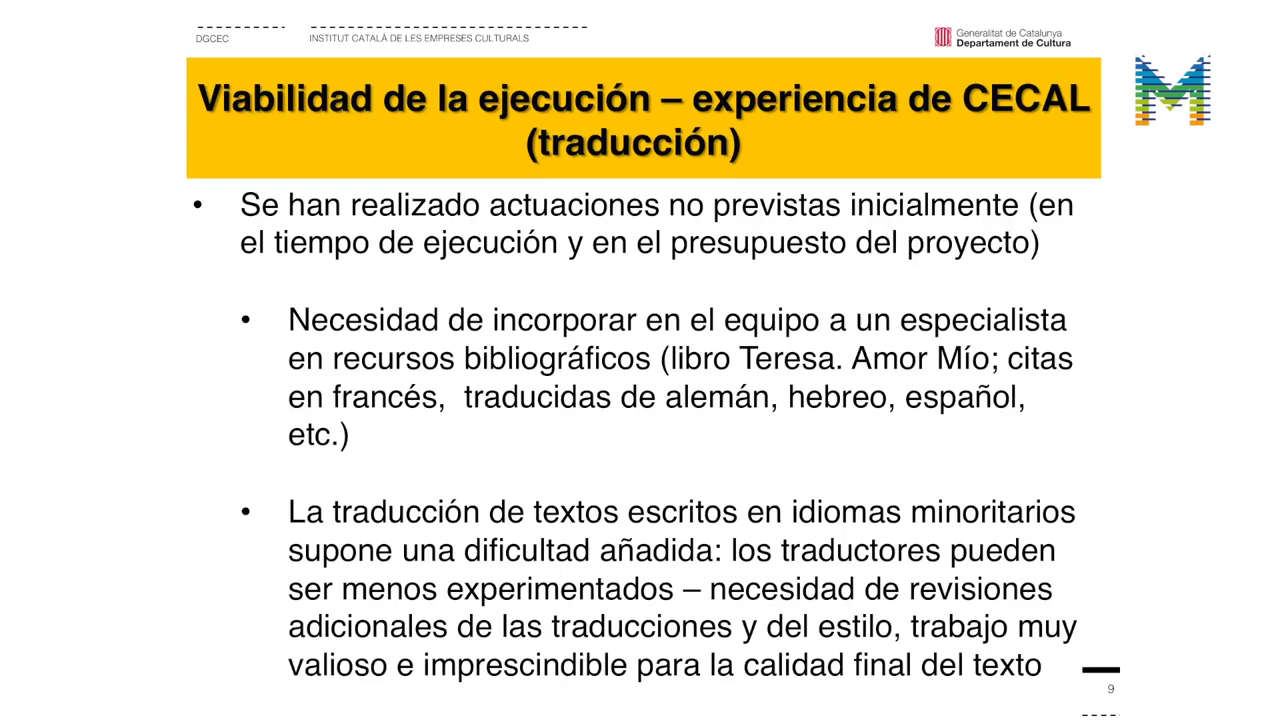 DGCEC
INSTITUT CATALÀ DE LES EMPRESES CULTURALS
Generalitat de Catalunya
Departament de Cultura
Viabilidad de la ejecución – experiencia de CECAL
(traducción)
• Se han realizado actuaciones no previstas inicialmente (en
el tiempo de ejecución y en el presupuesto del proyecto)
• Necesidad de incorporar en el equipo a un especialista
en recursos bibliográficos (libro Teresa. Amor Mío; citas
en francés, traducidas de alemán, hebreo, español,
etc.)
• La traducción de textos escritos en idiomas minoritarios
supone una dificultad añadida: los traductores pueden
ser menos experimentados – necesidad de revisiones
adicionales de las traducciones y del estilo, trabajo muy
valioso e imprescindible para la calidad final del texto
9